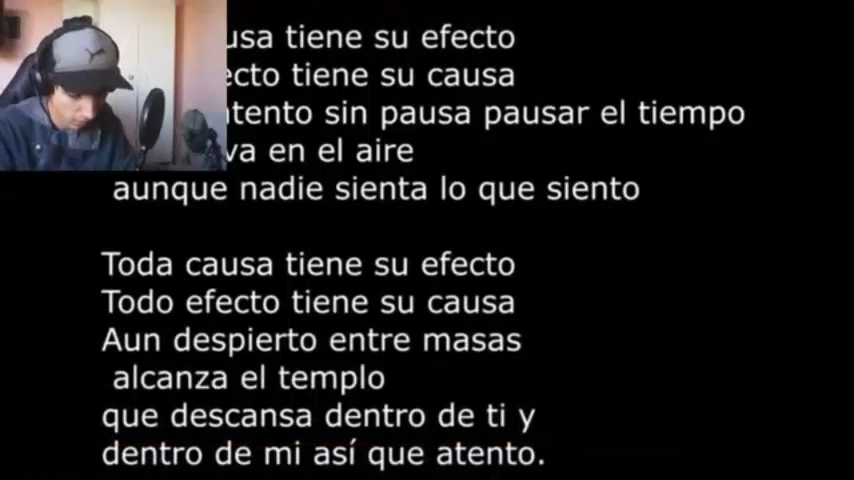 usa tiene su efecto
ecto tiene su causa
tento sin pausa pausar el tiempo
va en el aire
aunque nadie sienta lo que siento
Toda causa tiene su efecto
Todo efecto tiene su causa
Aun despierto entre masas
alcanza el templo
que descansa dentro de ti y
dentro de mi así que atento.